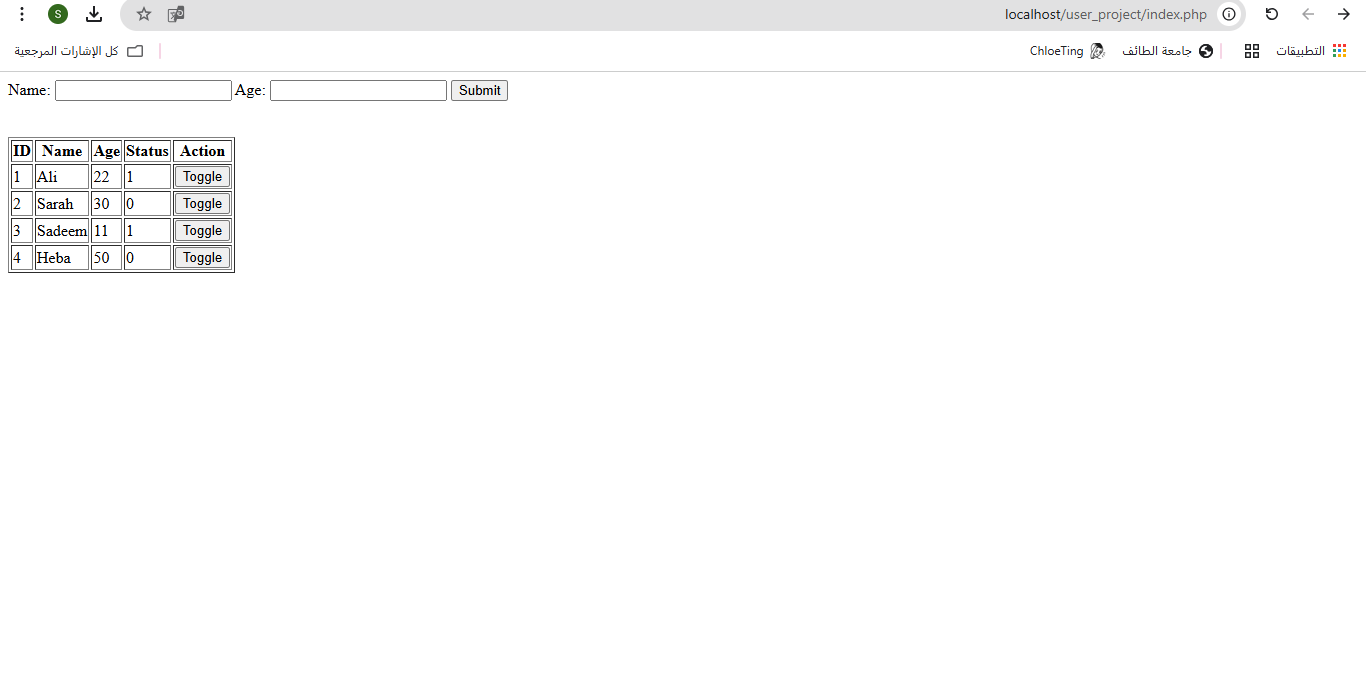 localhost/user_project/index.php
S
التطبيقات جامعة الطائف ChloeTing كل الإشارات المرجعية
Name: Age: Submit
ID Name Age Status Action
1 Ali 22 1 Toggle
2 Sarah 30 0 Toggle
3 Sadeem 11 1 Toggle
4 Heba 50 0 Toggle